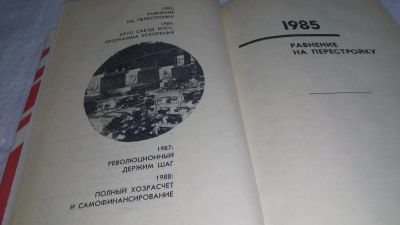 1985:
РАВНЕНИЕ
НА ПЕРЕСТРОЙКУ
1986:
XXVII СЪЕЗД КПСС.
ПРОГРАММА УСКОРЕНИЯ
1987:
РЕВОЛЮЦИОННЫЙ
ДЕРЖИМ ШАГ
1988:
ПОЛНЫЙ ХОЗРАСЧЕТ
И САМОФИНАНСИРОВАНИЕ
1985
РАВНЕНИЕ
НА ПЕРЕСТРОЙКУ